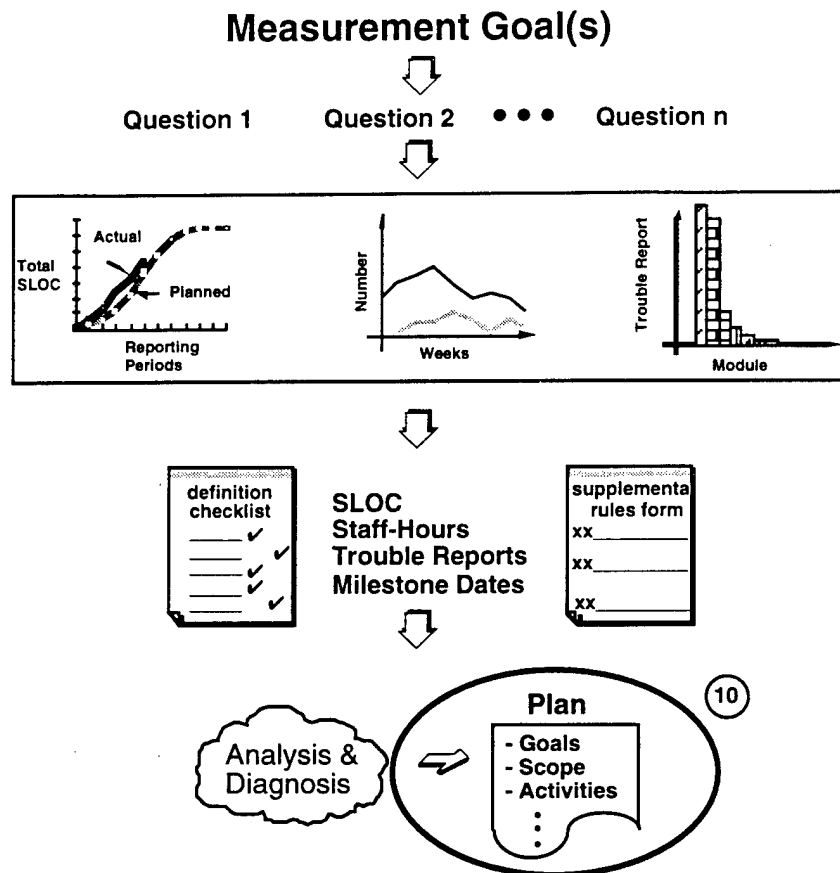 Measurement Goal(s)
Question 1 Question 2 • • • Question n
Total
SLOC
Actual
Planned
Reporting
Periods
Number
Weeks
Trouble Report
Module
definition
checklist
SLOC
Staff-Hours
Trouble Reports
Milestone Dates
supplementa
rules form
xx
xx
xx
Analysis &
Diagnosis
Plan
- Goals
- Scope
- Activities
10